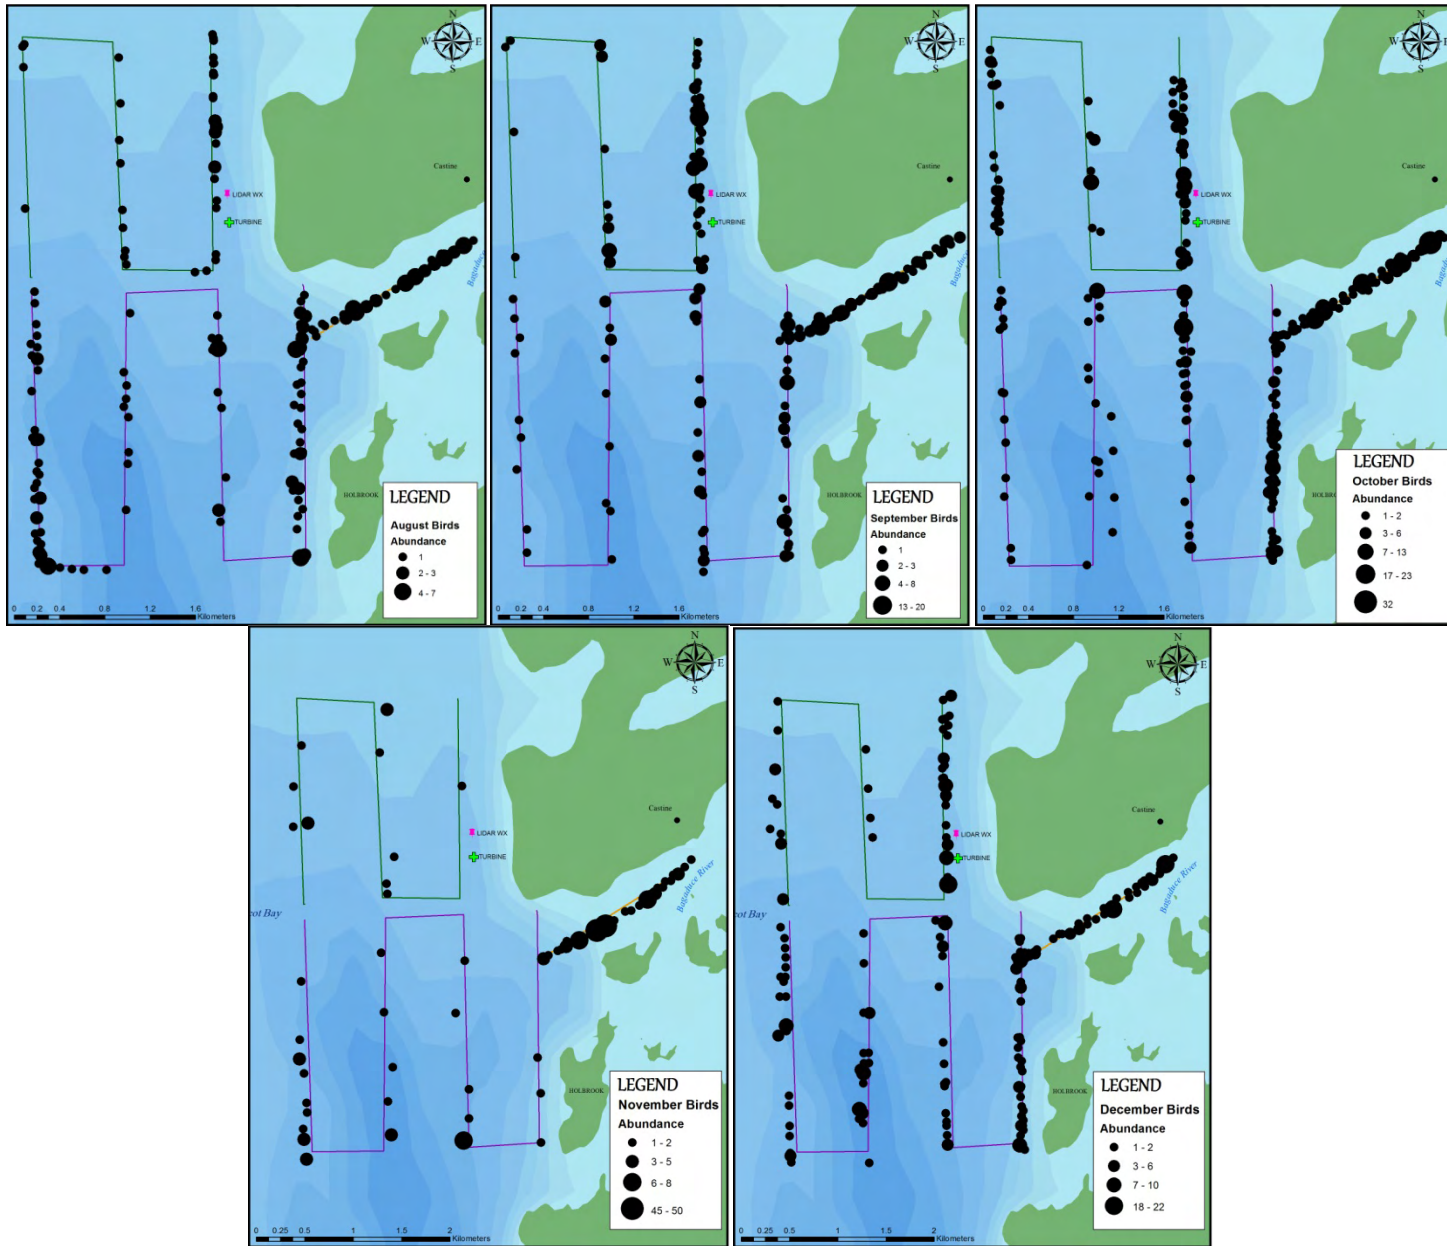 N
W E
S
Castine
LIDAR WX
TURBINE
Bagaduce
HOLBROOK
LEGEND
August Birds
Abundance
1
2 - 3
4 - 7
0 0.2 0.4 0.8 1.2 1.6
Kilometers
N
W E
S
Castine
LIDAR WX
TURBINE
Bagaduce
HOLBROOK
LEGEND
September Birds
Abundance
1
2 - 3
4 - 8
13 - 20
0 0.2 0.4 0.8 1.2 1.6
Kilometers
N
W E
S
Castine
LIDAR WX
TURBINE
LEGEND
October Birds
Abundance
1 - 2
3 - 6
7 - 13
17 - 23
32
0 0.2 0.4 0.8 1.2 1.6
Kilometers
N
W E
S
Castine
LIDAR WX
TURBINE
Bagaduce River
cot Bay
HOLBROOK
LEGEND
November Birds
Abundance
1 - 2
3 - 5
6 - 8
45 - 50
0 0.25 0.5 1 1.5 2
Kilometers
N
W E
S
Castine
LIDAR WX
TURBINE
Bagaduce River
cot Bay
HOLBROOK
LEGEND
December Birds
Abundance
1 - 2
3 - 6
7 - 10
18 - 22
0 0.25 0.5 1 1.5 2
Kilometers